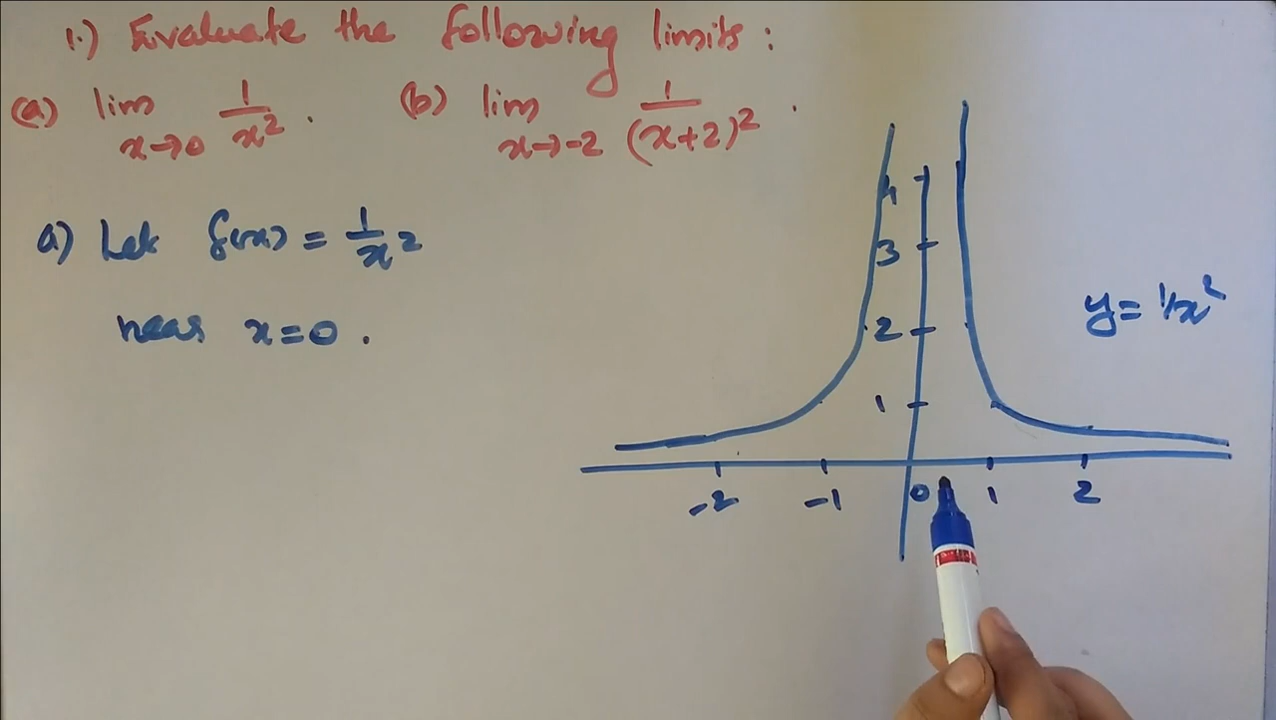 1.) Evaluate the following limits :
(a) lim x→0 1/x². (b) lim x→-2 1/(x+2)².
a) Let f(x) = 1/x²
near x=0.
4
3
2
1
y = 1/x²
-2 -1 0 1 2